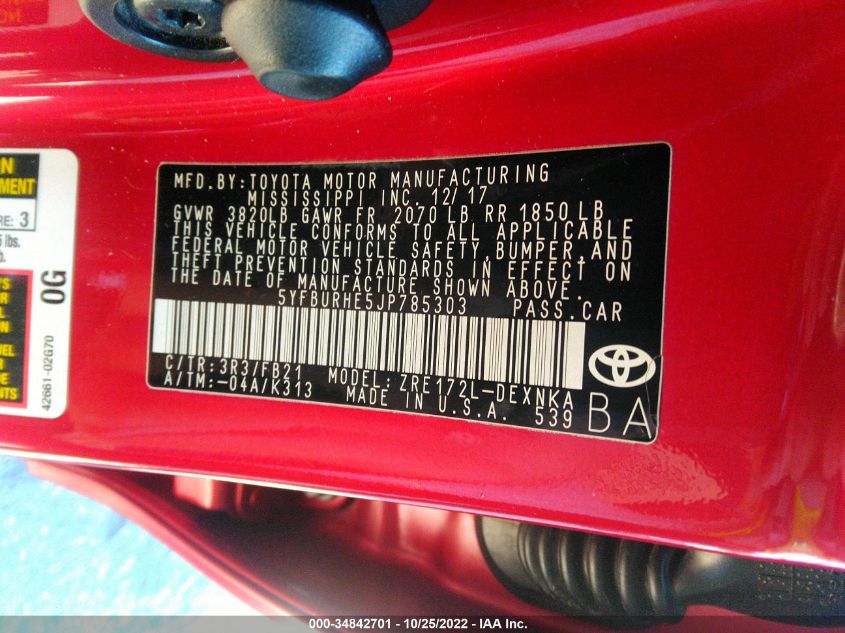 MFD.BY:TOYOTA MOTOR MANUFACTURING
MISSISSIPPI INC. 12/17
GVWR 3820LB GAWR FR 2070 LB RR 1850 LB
THIS VEHICLE CONFORMS TO ALL APPLICABLE
FEDERAL MOTOR VEHICLE SAFETY,BUMPER,AND
THEFT PREVENTION STANDARDS IN EFFECT ON
THE DATE OF MANUFACTURE SHOWN ABOVE.
5YFBURHE5JP785303 PASS.CAR
C/TR:3R3/FB21
A/TM:-04A/K313
MODEL:ZRE172L-DEXNKA
MADE IN U.S.A. 539
BA
RE: 3
lbs.
0G
42661-02G70
000-34842701 - 10/25/2022 - IAA Inc.